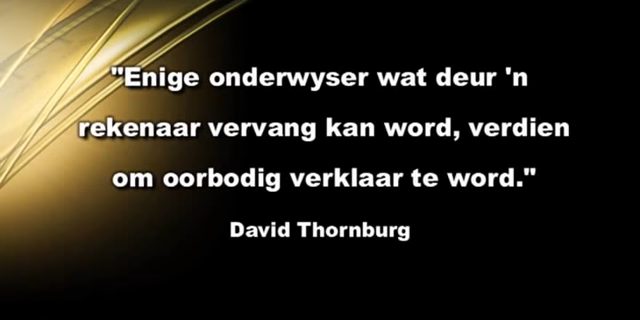 "Enige onderwyser wat deur 'n
rekenaar vervang kan word, verdien
om oorbodig verklaar te word."
David Thornburg